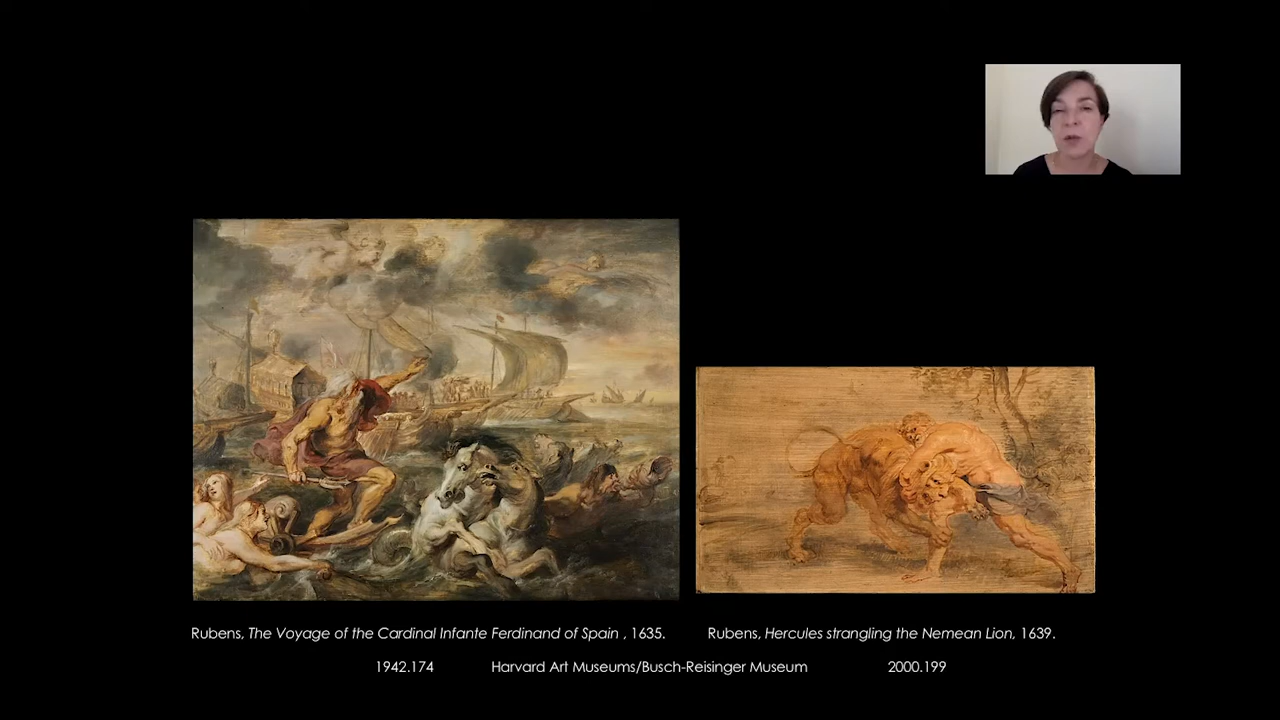 Rubens, The Voyage of the Cardinal Infante Ferdinand of Spain , 1635.
Rubens, Hercules strangling the Nemean Lion, 1639.
1942.174
Harvard Art Museums/Busch-Reisinger Museum
2000.199